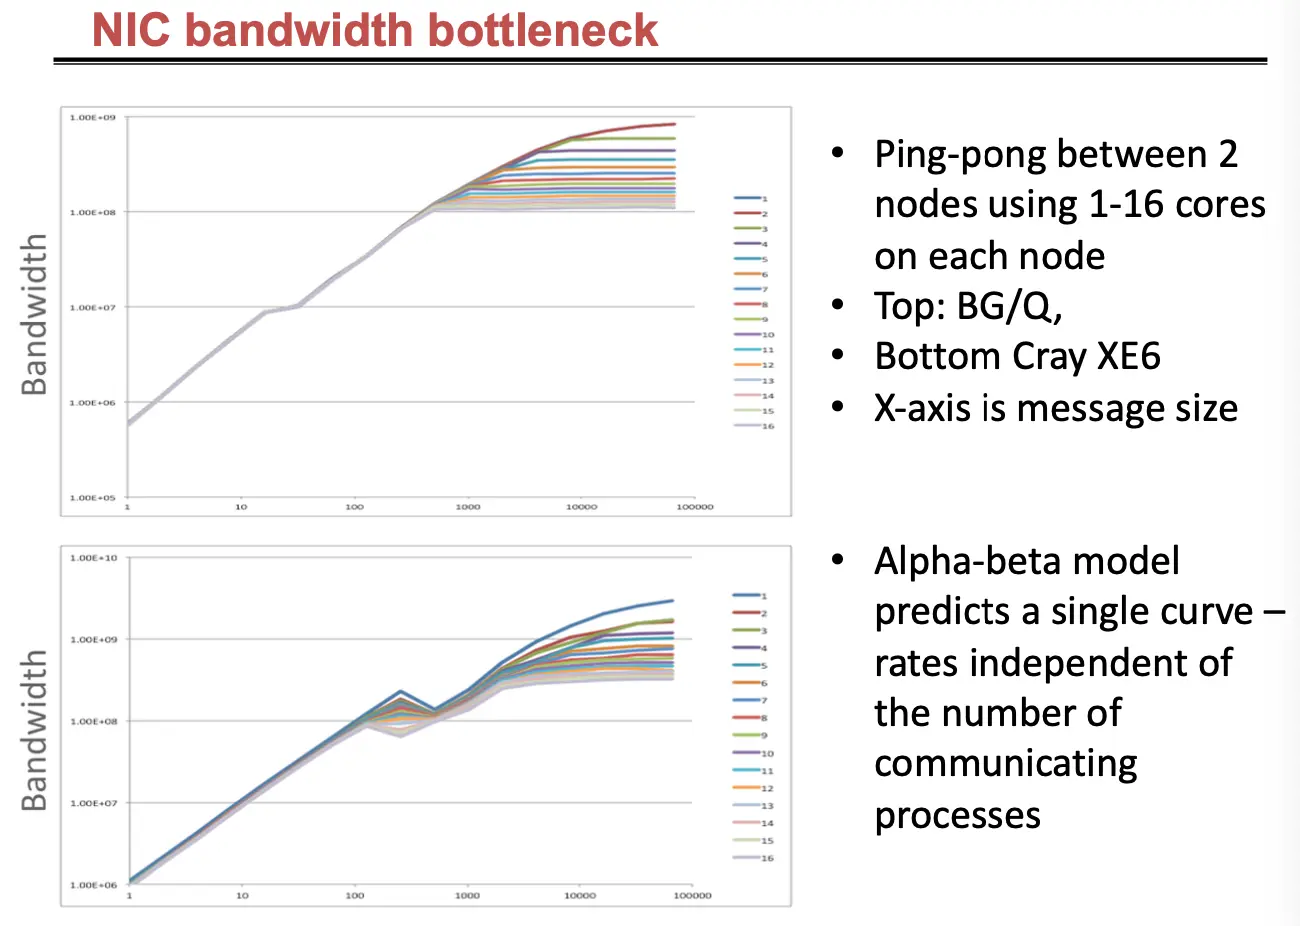 NIC bandwidth bottleneck
Bandwidth
1.00E+09
1.00E+08
1.00E+07
1.00E+06
1.00E+05
1
10
100
1000
10000
100000
1
2
3
4
5
6
7
8
9
10
11
12
13
14
15
16
• Ping-pong between 2
nodes using 1-16 cores
on each node
• Top: BG/Q,
• Bottom Cray XE6
• X-axis is message size
Bandwidth
1.00E+10
1.00E+09
1.00E+08
1.00E+07
1.00E+06
1
10
100
1000
10000
100000
1
2
3
4
5
6
7
8
9
10
11
12
13
14
15
16
• Alpha-beta model
predicts a single curve –
rates independent of
the number of
communicating
processes